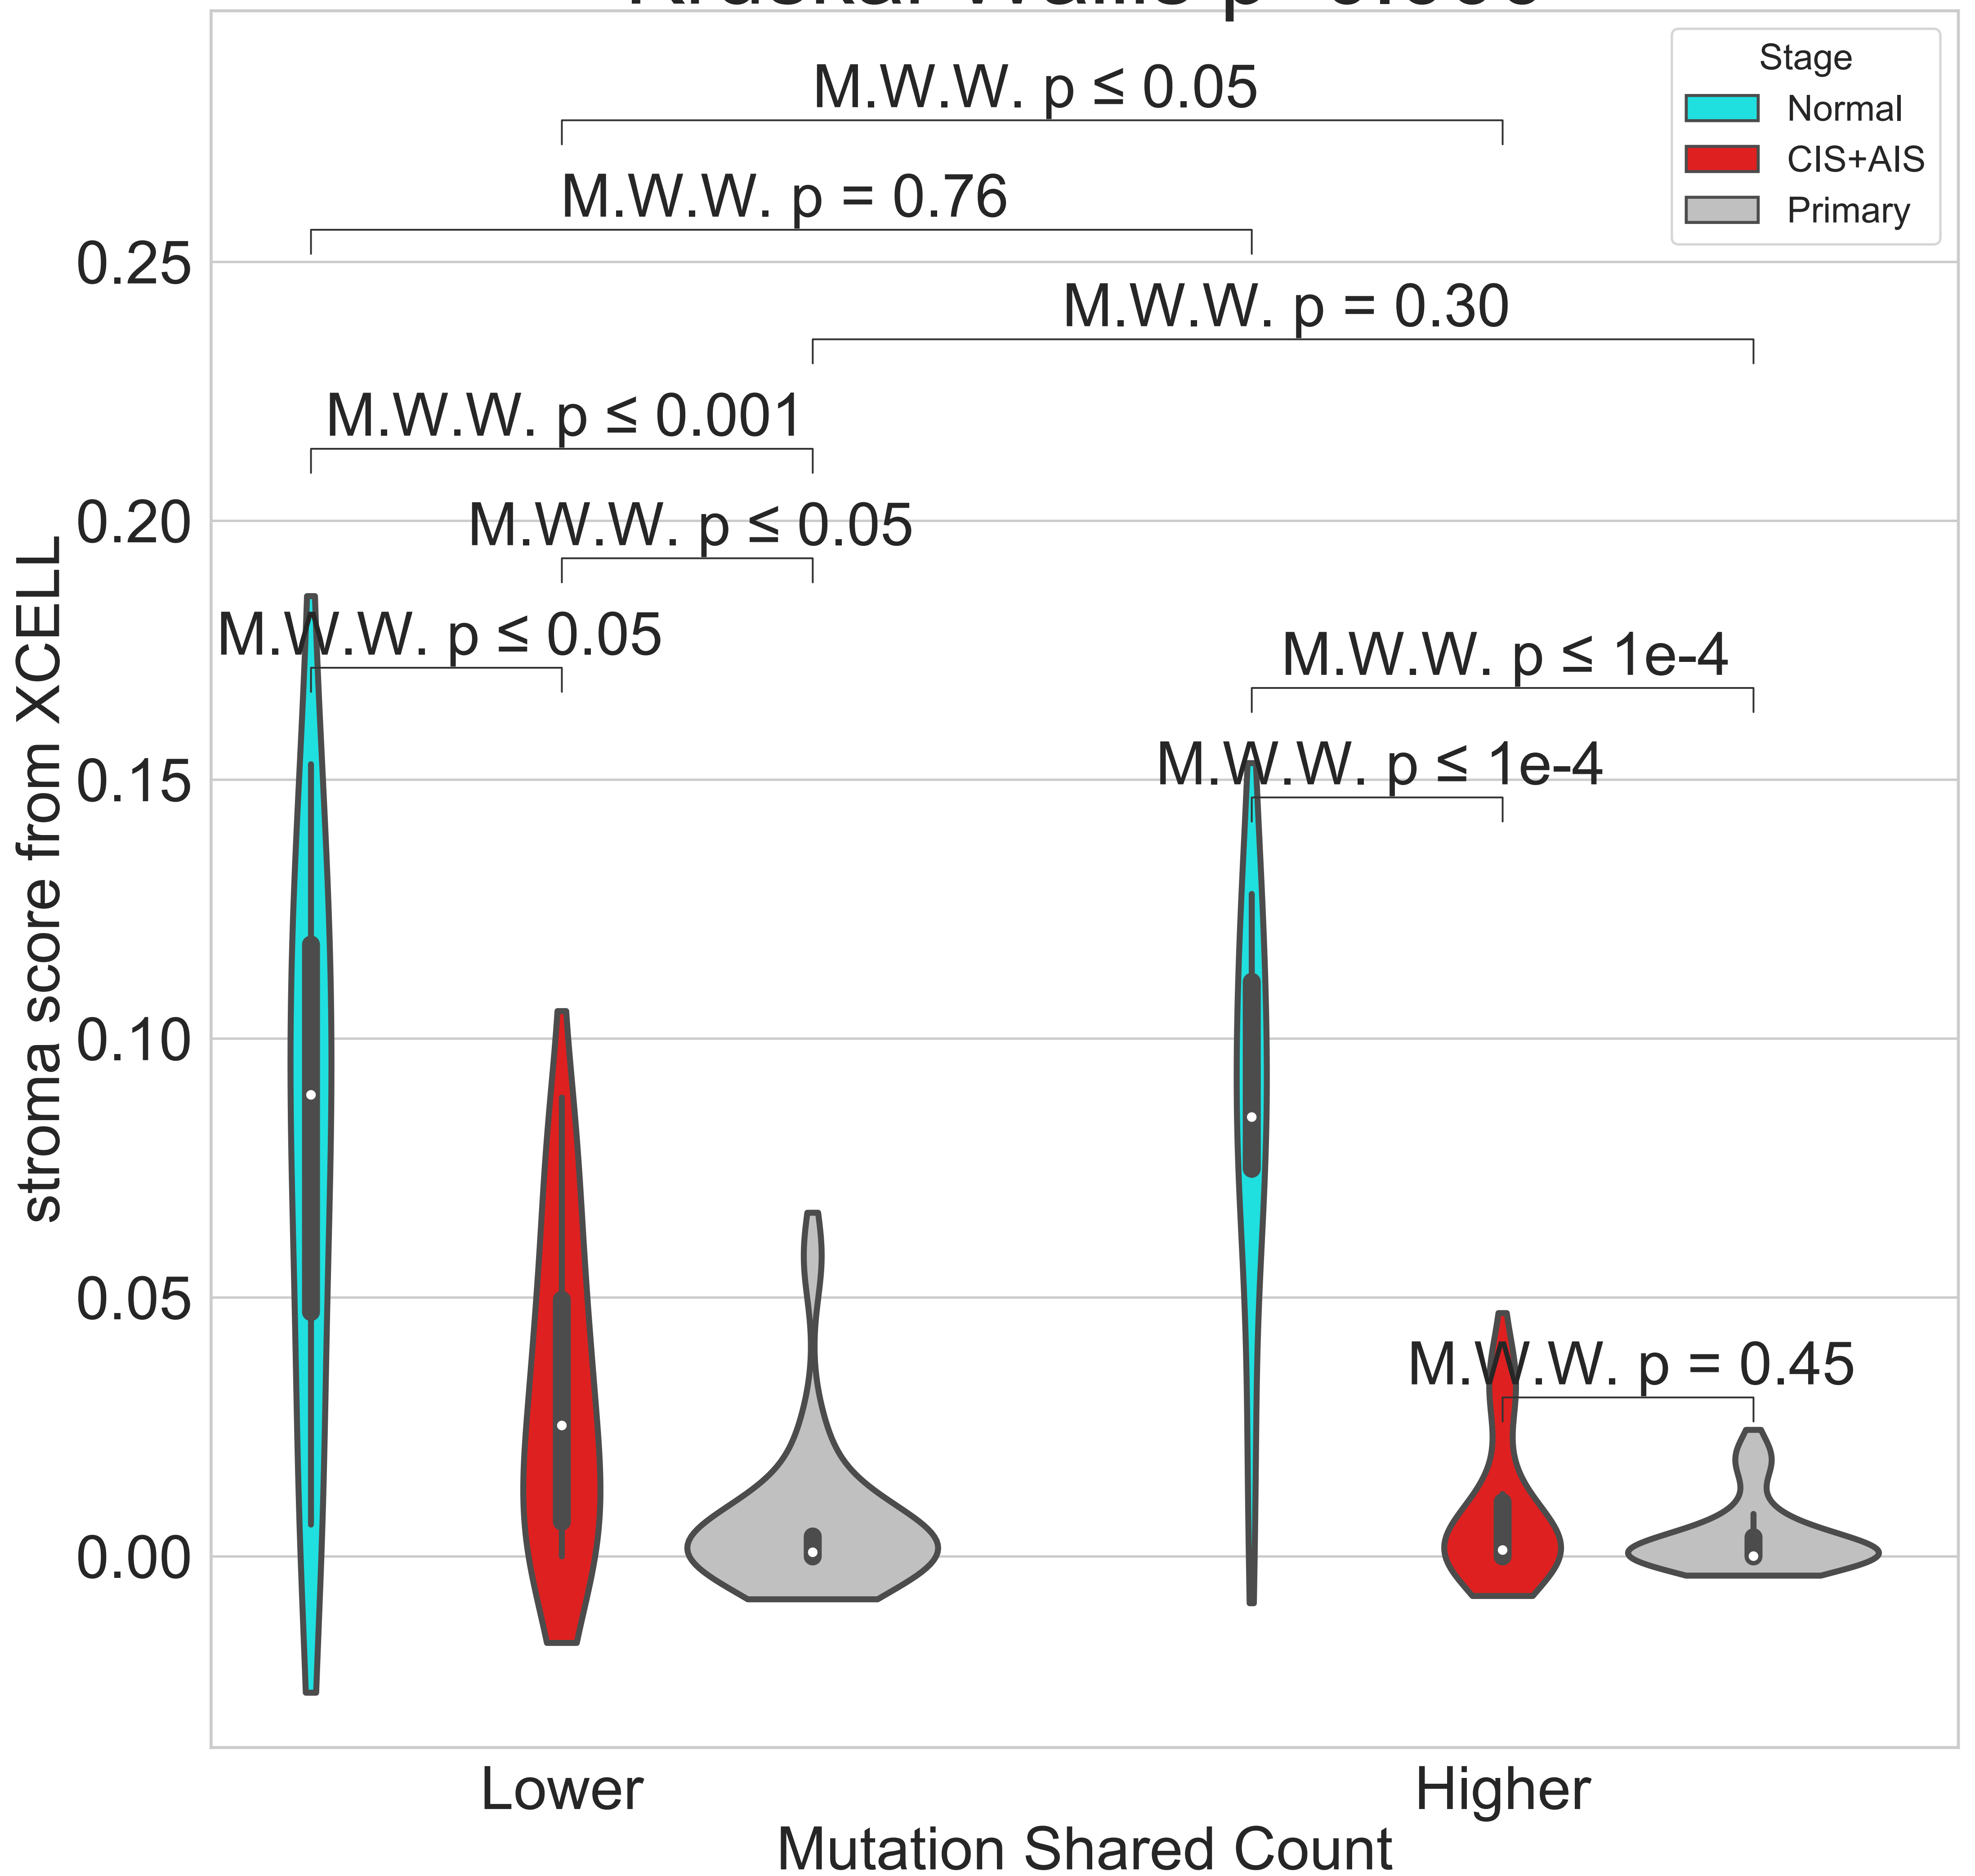 Stage
Normal
CIS+AIS
Primary
M.W.W. p ≤ 0.05
M.W.W. p = 0.76
M.W.W. p = 0.30
M.W.W. p ≤ 0.001
M.W.W. p ≤ 0.05
M.W.W. p ≤ 0.05
M.W.W. p ≤ 1e-4
M.W.W. p ≤ 1e-4
M.W.W. p = 0.45
0.25
0.20
0.15
0.10
0.05
0.00
stroma score from XCELL
Lower
Higher
Mutation Shared Count